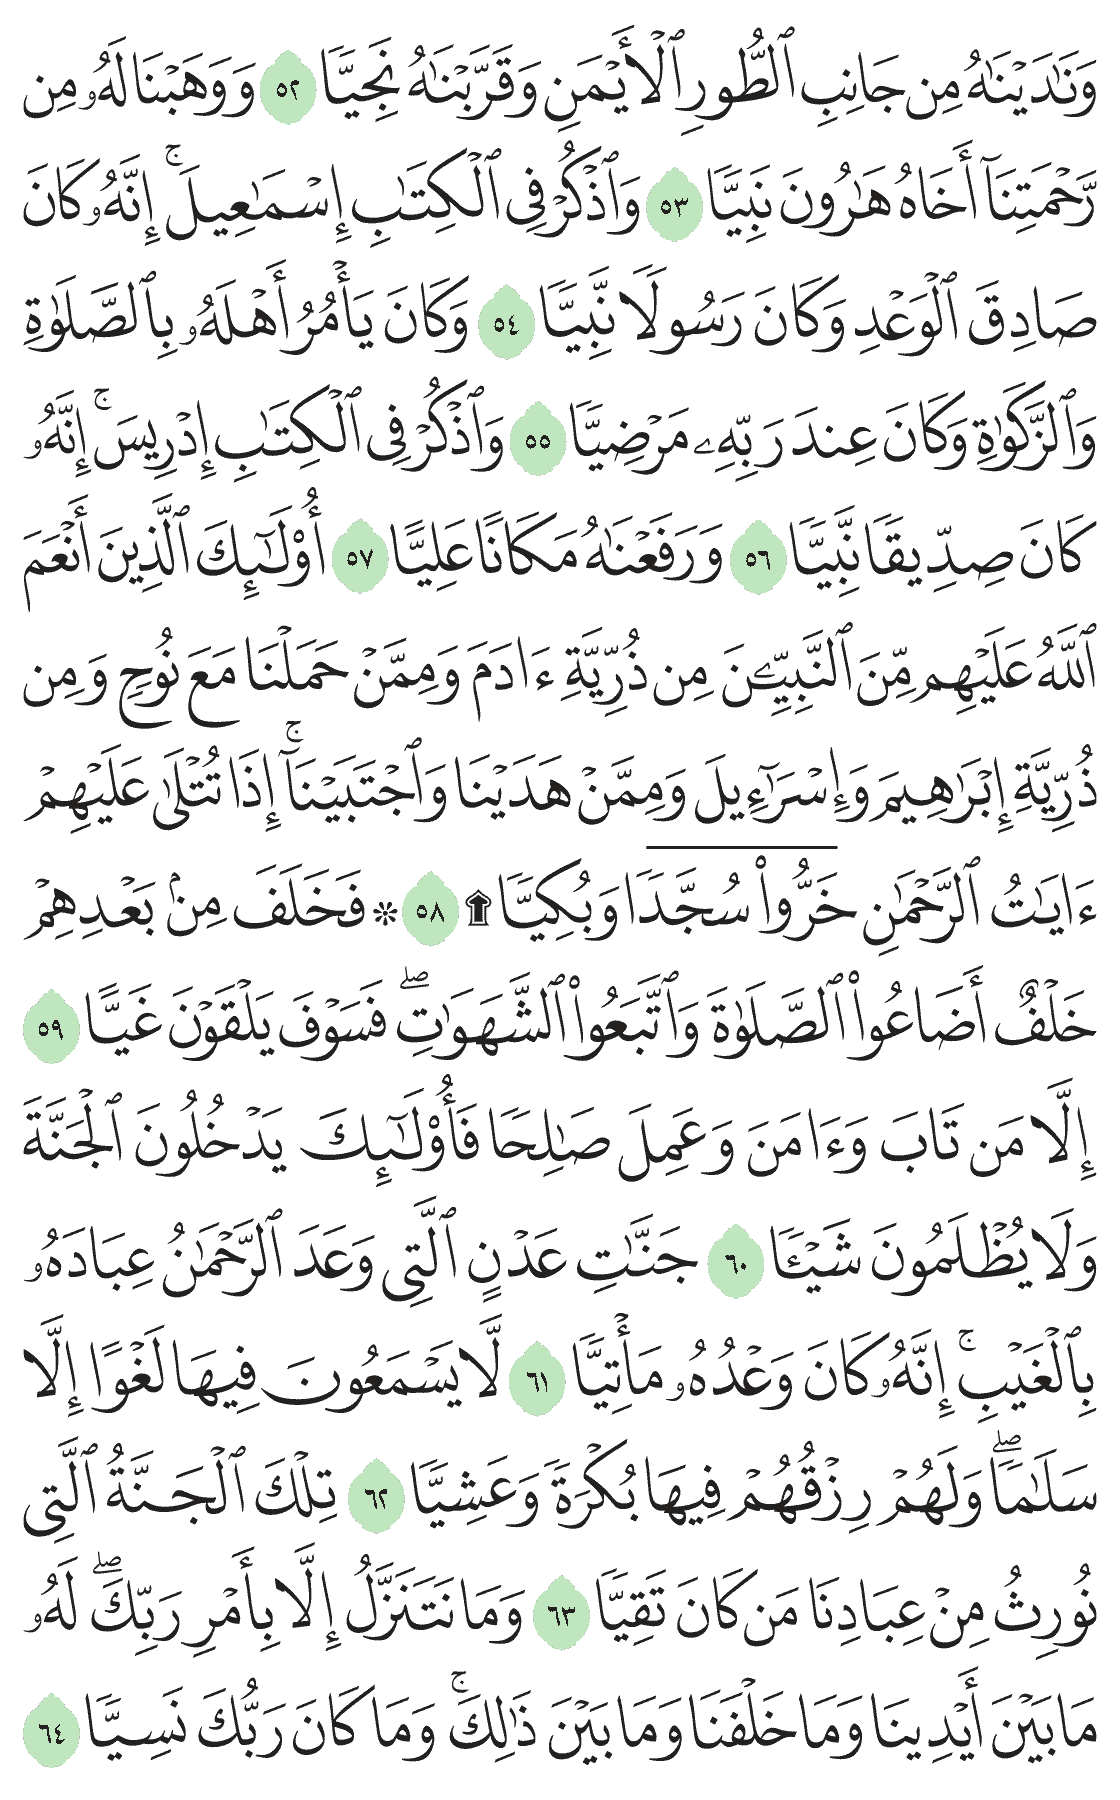 وَنَٰدَيْنَٰهُ مِن جَانِبِ ٱلطُّورِ ٱلْأَيْمَنِ وَقَرَّبْنَٰهُ نَجِيًّا ٥٢ وَوَهَبْنَا لَهُۥ مِن
رَّحْمَتِنَآ أَخَاهُ هَٰرُونَ نَبِيًّا ٥٣ وَٱذْكُرْ فِى ٱلْكِتَٰبِ إِسْمَٰعِيلَ ۚ إِنَّهُۥ كَانَ
صَادِقَ ٱلْوَعْدِ وَكَانَ رَسُولًا نَّبِيًّا ٥٤ وَكَانَ يَأْمُرُ أَهْلَهُۥ بِٱلصَّلَوٰةِ
وَٱلزَّكَوٰةِ وَكَانَ عِندَ رَبِّهِۦ مَرْضِيًّا ٥٥ وَٱذْكُرْ فِى ٱلْكِتَٰبِ إِدْرِيسَ ۚ إِنَّهُۥ
كَانَ صِدِّيقًا نَّبِيًّا ٥٦ وَرَفَعْنَٰهُ مَكَانًا عَلِيًّا ٥٧ أُو۟لَٰٓئِكَ ٱلَّذِينَ أَنْعَمَ
ٱللَّهُ عَلَيْهِم مِّنَ ٱلنَّبِيِّـۧنَ مِن ذُرِّيَّةِ ءَادَمَ وَمِمَّنْ حَمَلْنَا مَعَ نُوحٍ وَمِن
ذُرِّيَّةِ إِبْرَٰهِيمَ وَإِسْرَٰٓءِيلَ وَمِمَّنْ هَدَيْنَا وَٱجْتَبَيْنَآ ۚ إِذَا تُتْلَىٰ عَلَيْهِمْ
ءَايَٰتُ ٱلرَّحْمَٰنِ خَرُّوا۟ سُجَّدًا وَبُكِيًّا ۩ ٥٨ ۞ فَخَلَفَ مِنۢ بَعْدِهِمْ
خَلْفٌ أَضَاعُوا۟ ٱلصَّلَوٰةَ وَٱتَّبَعُوا۟ ٱلشَّهَوَٰتِ ۖ فَسَوْفَ يَلْقَوْنَ غَيًّا ٥٩
إِلَّا مَن تَابَ وَءَامَنَ وَعَمِلَ صَٰلِحًا فَأُو۟لَٰٓئِكَ يَدْخُلُونَ ٱلْجَنَّةَ
وَلَا يُظْلَمُونَ شَيْـًٔا ٦٠ جَنَّٰتِ عَدْنٍ ٱلَّتِى وَعَدَ ٱلرَّحْمَٰنُ عِبَادَهُۥ
بِٱلْغَيْبِ ۚ إِنَّهُۥ كَانَ وَعْدُهُۥ مَأْتِيًّا ٦١ لَّا يَسْمَعُونَ فِيهَا لَغْوًا إِلَّا
سَلَٰمًا ۖ وَلَهُمْ رِزْقُهُمْ فِيهَا بُكْرَةً وَعَشِيًّا ٦٢ تِلْكَ ٱلْجَنَّةُ ٱلَّتِى
نُورِثُ مِنْ عِبَادِنَا مَن كَانَ تَقِيًّا ٦٣ وَمَا نَتَنَزَّلُ إِلَّا بِأَمْرِ رَبِّكَ ۖ لَهُۥ
مَا بَيْنَ أَيْدِينَا وَمَا خَلْفَنَا وَمَا بَيْنَ ذَٰلِكَ ۚ وَمَا كَانَ رَبُّكَ نَسِيًّا ٦٤